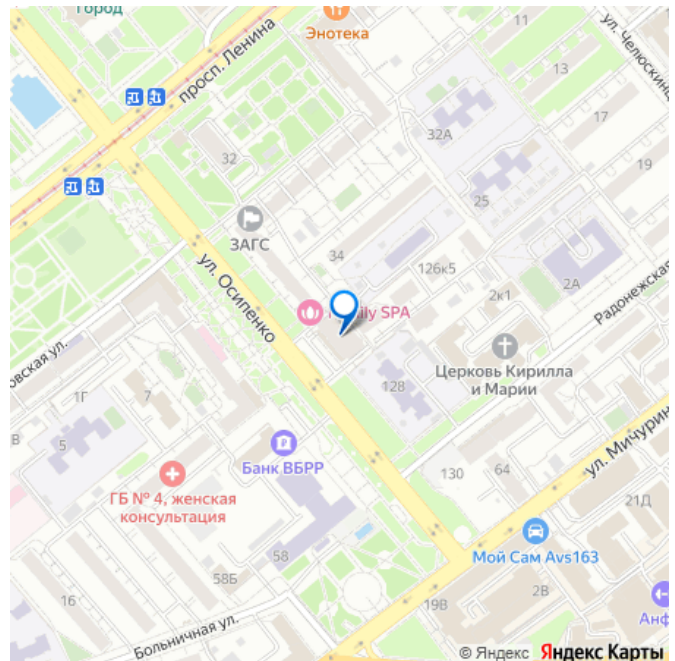 город
Энотека
просп. Ленина
ул. Челюскинц
11
13
17
19
32А
32
25
ЗАГС
34
126к5
2А
2к1
Радонежская
ул. Осипенко
ily SPA
Церковь Кирилла
и Марии
овская ул.
1Г
7
128
В
5
Банк ВБРР
ул. Мичурин
130
64
ГБ № 4, женская
консультация
21Д
58
Мой Сам Avs163
58Б
2В
16
19В
Анф
Больничная ул.
© Яндекс Яндекс Карты